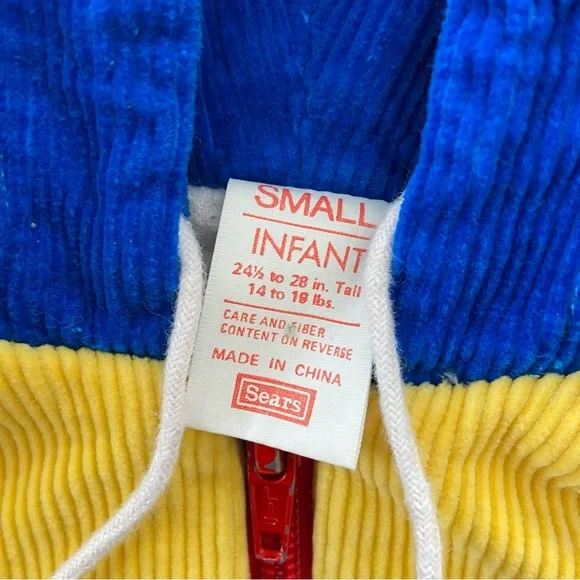 SMALL
INFANT
24½ to 28 in. Tall
14 to 19 lbs.
CARE AND FIBER
CONTENT ON REVERSE
MADE IN CHINA
Sears